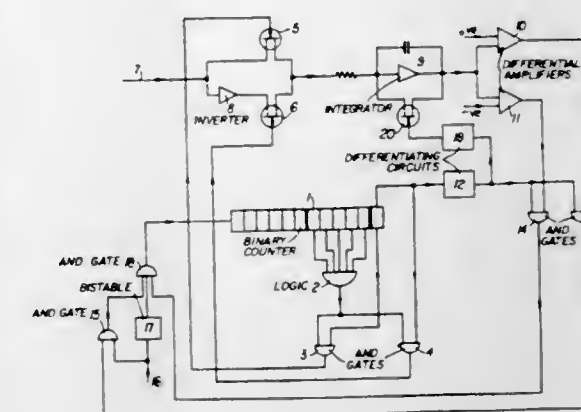 5
+V1
10
7
9
DIFFERENTIAL
AMPLIFIERS
8
INVERTER
6
INTEGRATOR
-V2
11
20
19
DIFFERENTIATING
CIRCUITS
12
1
BINARY
COUNTER
14
AND
GATES
AND GATE 18
LOGIC 2
BISTABLE
AND GATE 15
17
3
AND
GATES
4
16